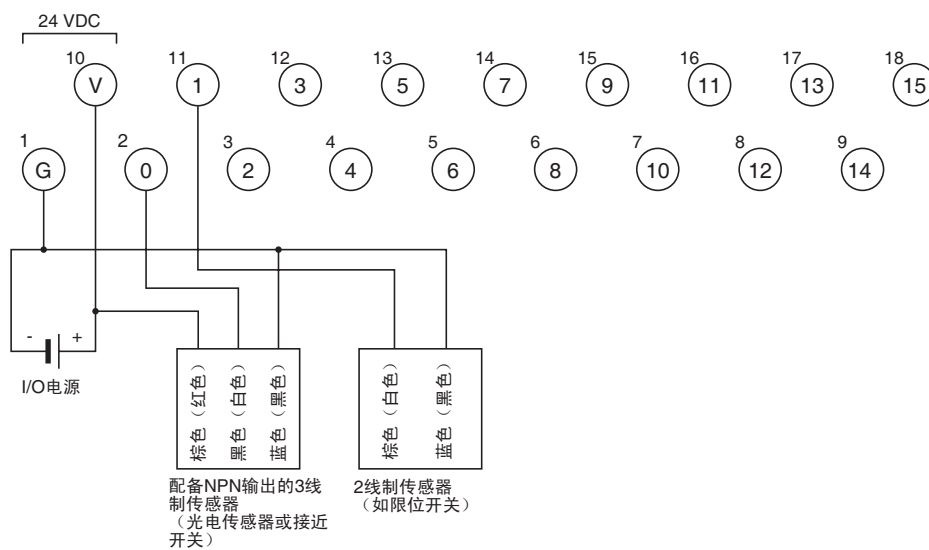 24 VDC
10 11 12 13 14 15 16 17 18
V 1 3 5 7 9 11 13 15
1 2 3 4 5 6 7 8 9
G 0 2 4 6 8 10 12 14
- +
I/O电源
棕色（红色）
黑色（白色）
蓝色（黑色）
棕色（白色）
蓝色（黑色）
配备NPN输出的3线
制传感器
（光电传感器或接近
开关）
2线制传感器
（如限位开关）